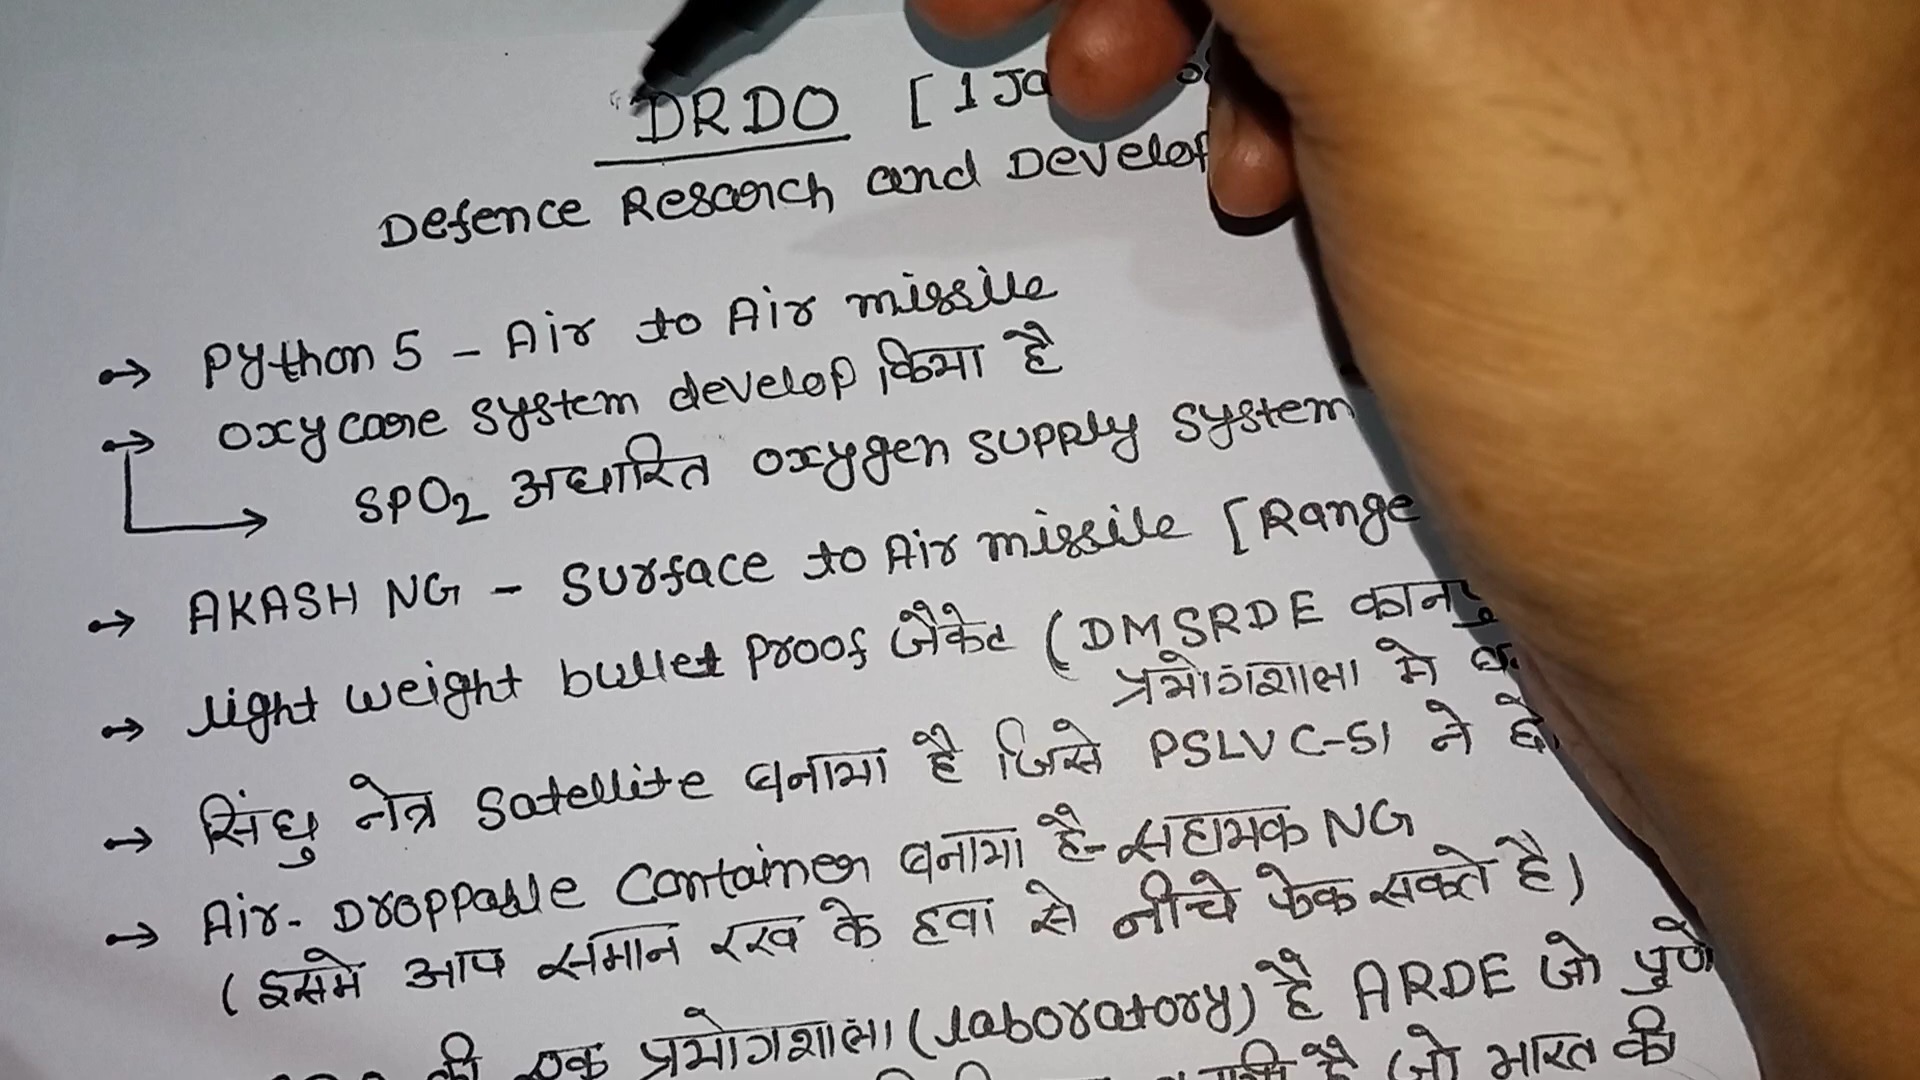 DRDO [1 Ja
Defence Research and Develop
→ Python 5 - Air to Air missile
→ oxycare system develop किया है
→ SPO2 अधारित oxygen supply system
→ AKASH NG - Surface to Air missile [Range
→ light weight bullet proof जैकेट (DMSRDE
प्रयोगशाला मे
→ सिंधु नेत्र Satellite बनाया है जिसे PSLV C-51 ने
→ Air-Droppable Container बनाया है-सहायक NG
(इसमे आप समान रख के हवा से नीचे फेक सकते है)
की एक प्रयोगशाला (laboratory) है ARDE जो पूणे
है (जो भारत की